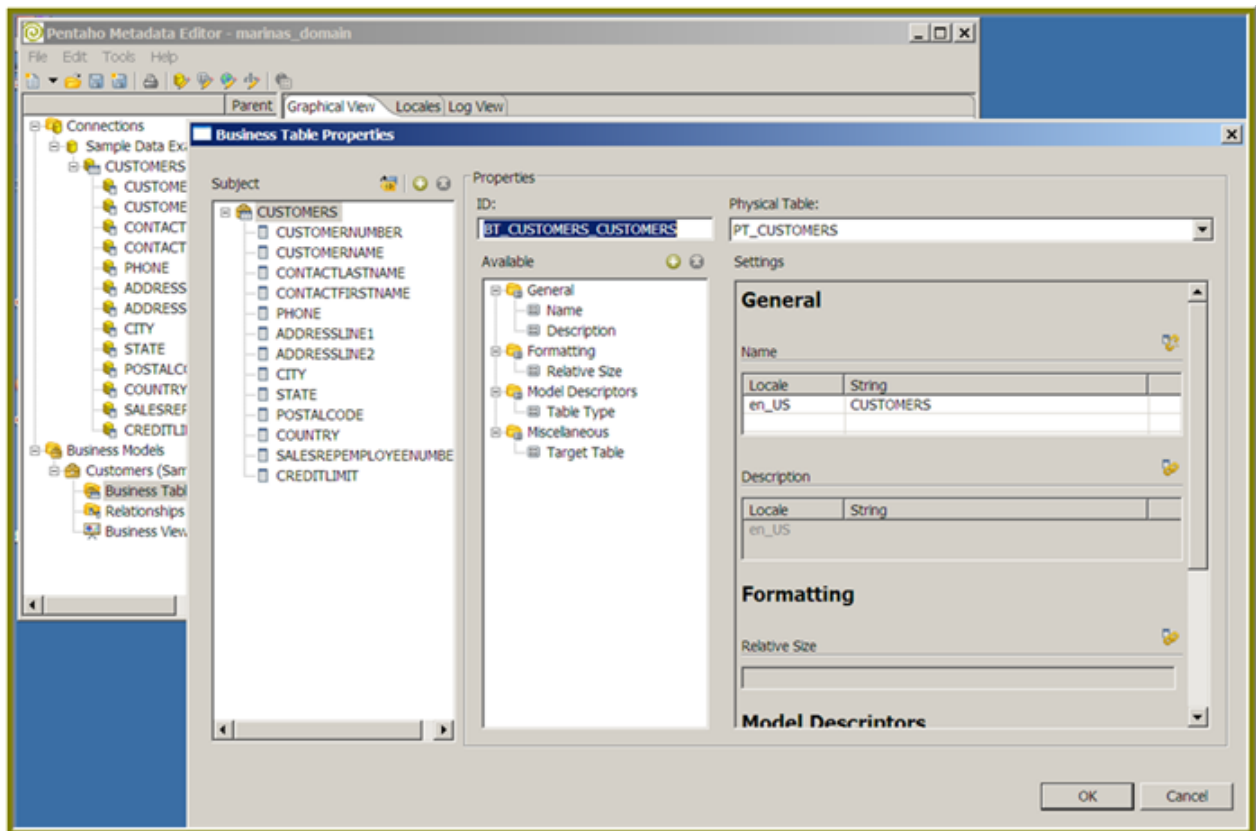 Pentaho Metadata Editor - marinas_domain
File Edit Tools Help
Parent Graphical View Locales Log View
Connections
Sample Data Ex
CUSTOMERS
CUSTOME
CUSTOME
CONTACT
CONTACT
PHONE
ADDRESS
ADDRESS
CITY
STATE
POSTALC
COUNTRY
SALESREP
CREDITLI
Business Models
Customers (Sam
Business Tabl
Relationships
Business View
Business Table Properties
Subject
CUSTOMERS
CUSTOMERNUMBER
CUSTOMERNAME
CONTACTLASTNAME
CONTACTFIRSTNAME
PHONE
ADDRESSLINE1
ADDRESSLINE2
CITY
STATE
POSTALCODE
COUNTRY
SALESREPEMPLOYEENUMBE
CREDITLIMIT
Properties
ID:
BT_CUSTOMERS_CUSTOMERS
Available
General
Name
Description
Formatting
Relative Size
Model Descriptors
Table Type
Miscellaneous
Target Table
Physical Table:
PT_CUSTOMERS
Settings
General
Name
Locale String
en_US CUSTOMERS
Description
Locale String
en_US
Formatting
Relative Size
Model Descriptors
OK Cancel